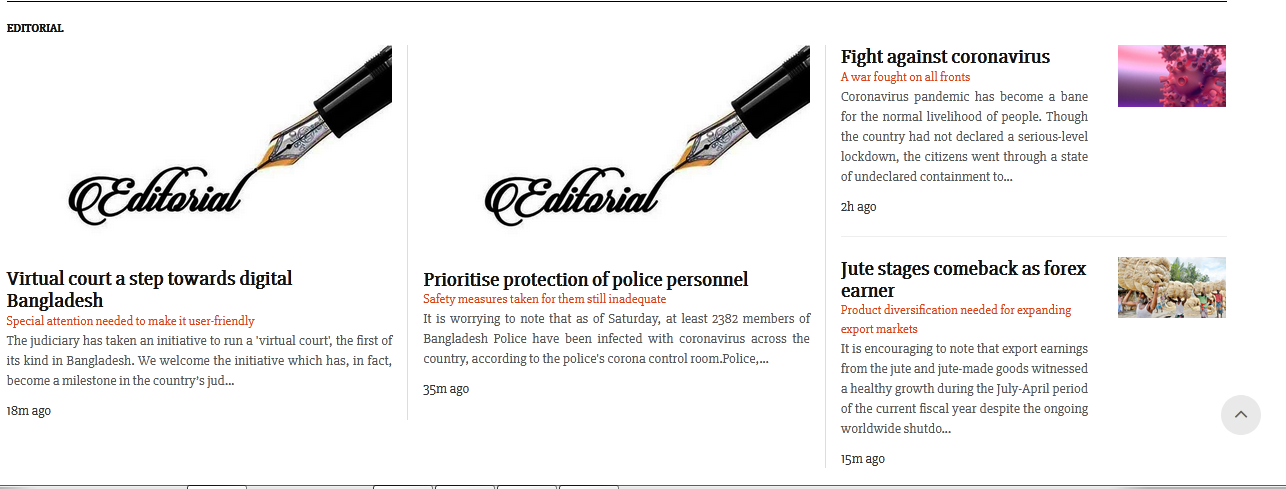 EDITORIAL
Editorial
Virtual court a step towards digital
Bangladesh
Special attention needed to make it user-friendly
The judiciary has taken an initiative to run a 'virtual court', the first of
its kind in Bangladesh. We welcome the initiative which has, in fact,
become a milestone in the country's jud...
18m ago
Editorial
Prioritise protection of police personnel
Safety measures taken for them still inadequate
It is worrying to note that as of Saturday, at least 2382 members of
Bangladesh Police have been infected with coronavirus across the
country, according to the police's corona control room.Police,...
35m ago
Fight against coronavirus
A war fought on all fronts
Coronavirus pandemic has become a bane
for the normal livelihood of people. Though
the country had not declared a serious-level
lockdown, the citizens went through a state
of undeclared containment to...
2h ago
Jute stages comeback as forex
earner
Product diversification needed for expanding
export markets
It is encouraging to note that export earnings
from the jute and jute-made goods witnessed
a healthy growth during the July-April period
of the current fiscal year despite the ongoing
worldwide shutdo...
15m ago